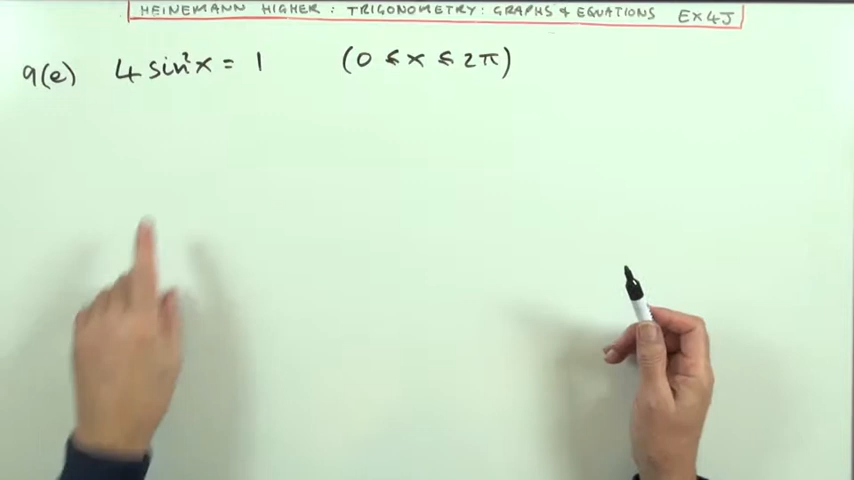 HEINEMANN HIGHER : TRIGONOMETRY : GRAPHS & EQUATIONS EX4J
9(e) 4 sin²x = 1 (0 ≤ x ≤ 2π)